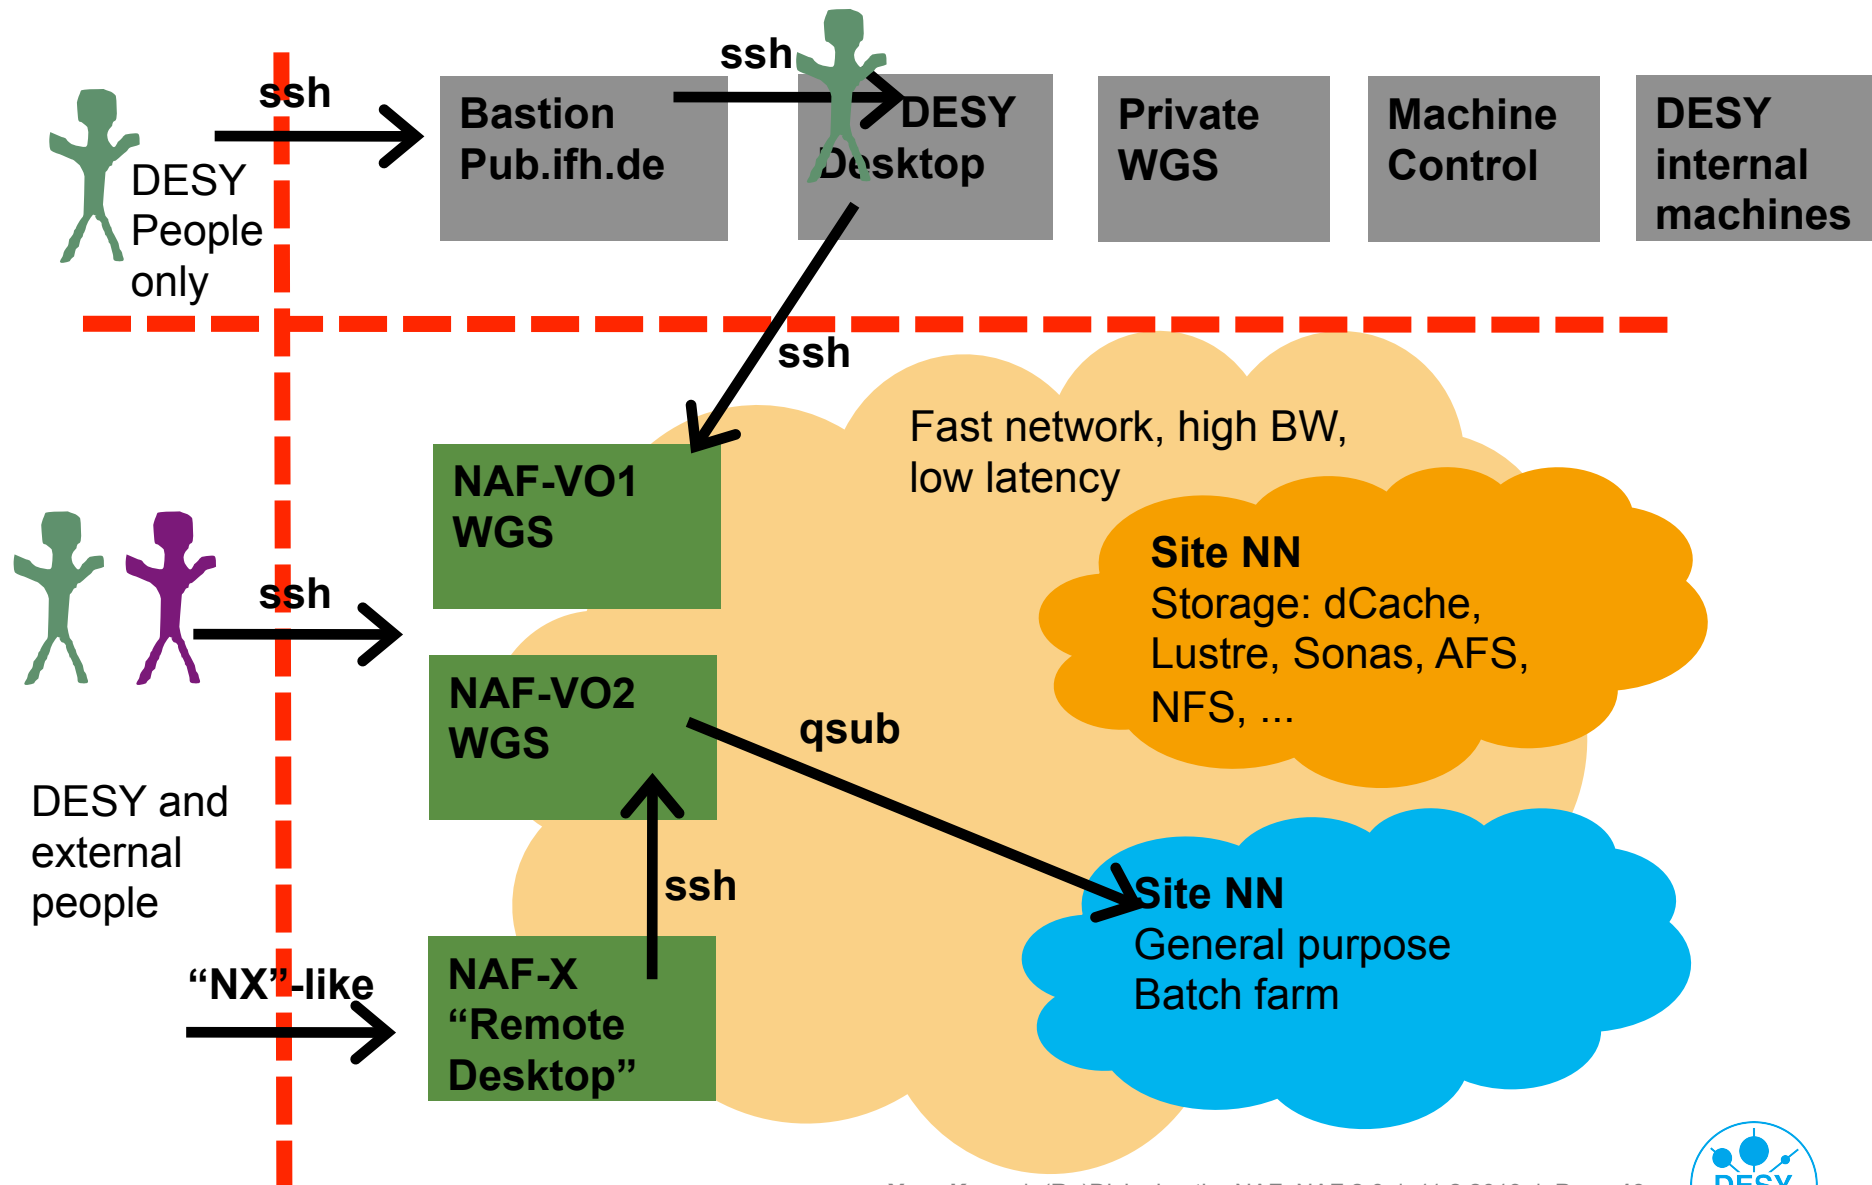 ssh
ssh
Bastion
Pub.ifh.de
DESY
Desktop
Private
WGS
Machine
Control
DESY
internal
machines
DESY
People
only
ssh
Fast network, high BW,
low latency
NAF-VO1
WGS
Site NN
Storage: dCache,
Lustre, Sonas, AFS,
NFS, ...
ssh
NAF-VO2
WGS
qsub
DESY and
external
people
ssh
Site NN
General purpose
Batch farm
“NX”-like
NAF-X
“Remote
Desktop”
DESY